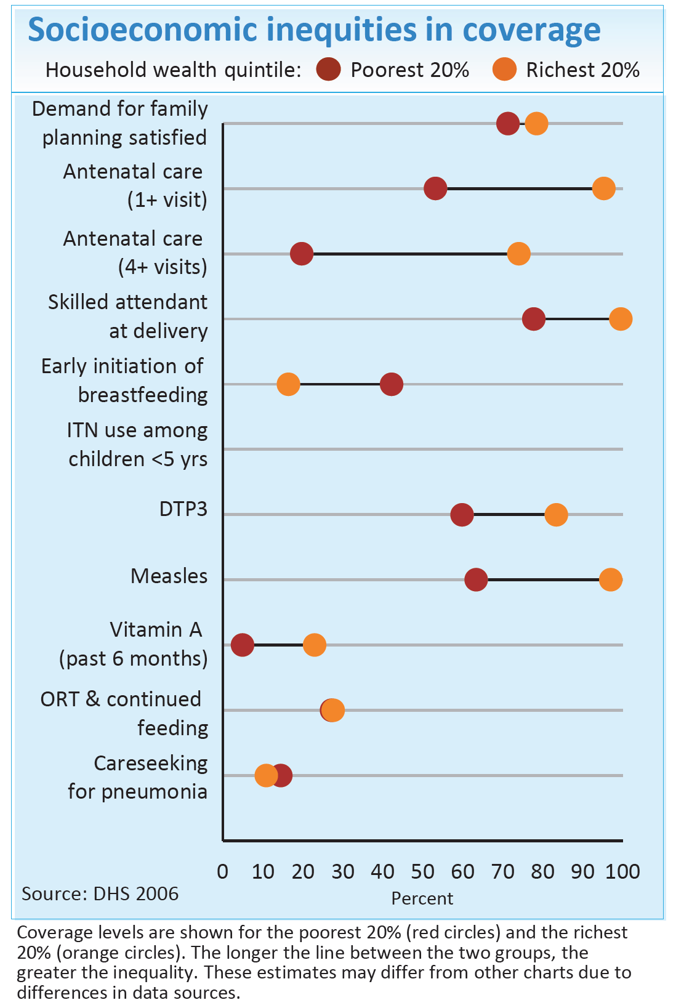 Socioeconomic inequities in coverage
Household wealth quintile: Poorest 20% Richest 20%
Demand for family
planning satisfied
Antenatal care
(1+ visit)
Antenatal care
(4+ visits)
Skilled attendant
at delivery
Early initiation of
breastfeeding
ITN use among
children <5 yrs
DTP3
Measles
Vitamin A
(past 6 months)
ORT & continued
feeding
Careseeking
for pneumonia
0 10 20 30 40 50 60 70 80 90 100
Percent
Source: DHS 2006
Coverage levels are shown for the poorest 20% (red circles) and the richest
20% (orange circles). The longer the line between the two groups, the
greater the inequality. These estimates may differ from other charts due to
differences in data sources.